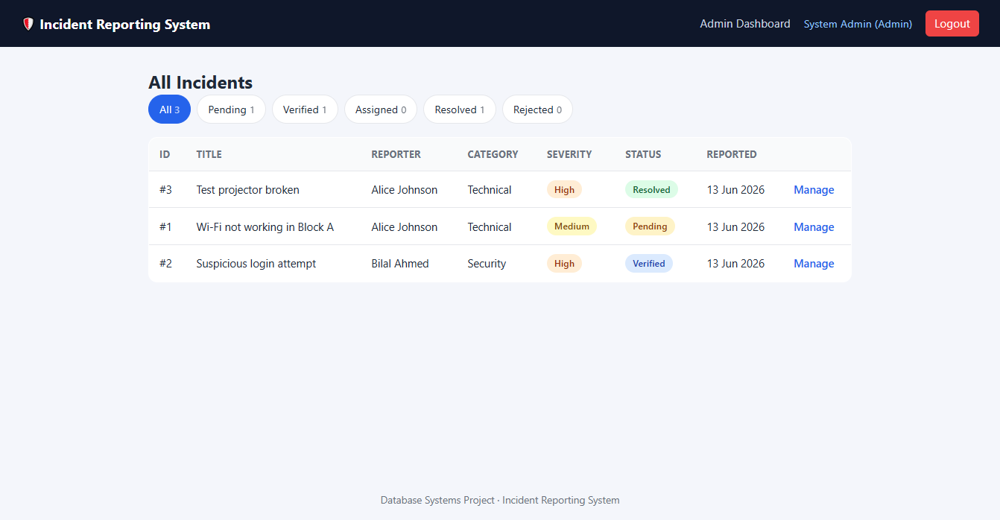 Incident Reporting System Admin Dashboard System Admin (Admin) Logout
All Incidents
All 3 Pending 1 Verified 1 Assigned 0 Resolved 1 Rejected 0
ID TITLE REPORTER CATEGORY SEVERITY STATUS REPORTED
#3 Test projector broken Alice Johnson Technical High Resolved 13 Jun 2026 Manage
#1 Wi-Fi not working in Block A Alice Johnson Technical Medium Pending 13 Jun 2026 Manage
#2 Suspicious login attempt Bilal Ahmed Security High Verified 13 Jun 2026 Manage
Database Systems Project · Incident Reporting System